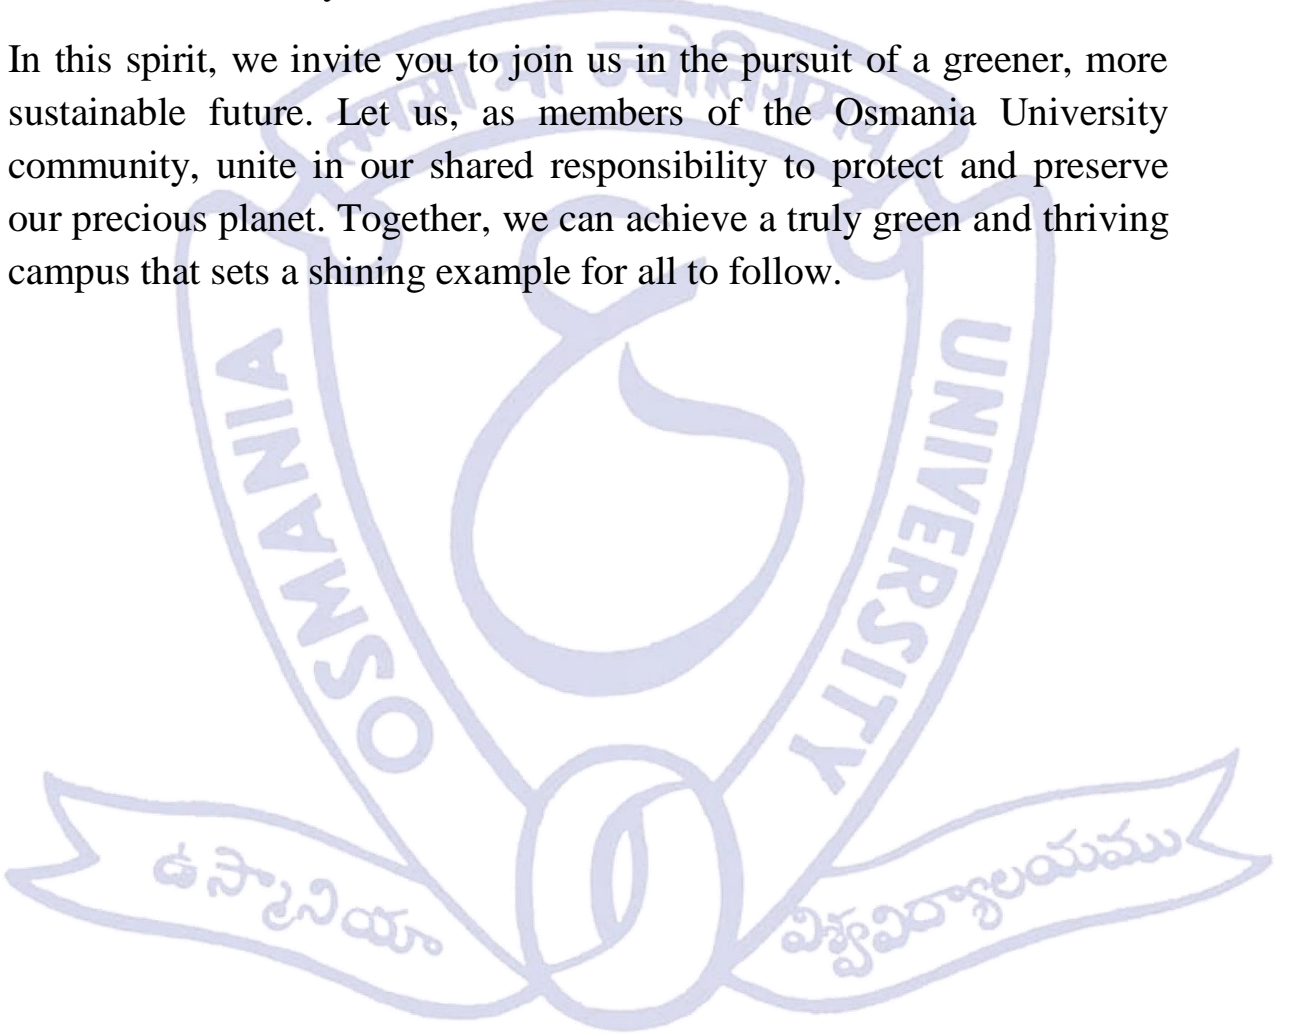 In this spirit, we invite you to join us in the pursuit of a greener, more
sustainable future. Let us, as members of the Osmania University
community, unite in our shared responsibility to protect and preserve
our precious planet. Together, we can achieve a truly green and thriving
campus that sets a shining example for all to follow.
तमसो मा ज्योतिर्गमय
OSMANIA
UNIVERSITY
ఉస్మానియా
విశ్వవిద్యాలయము